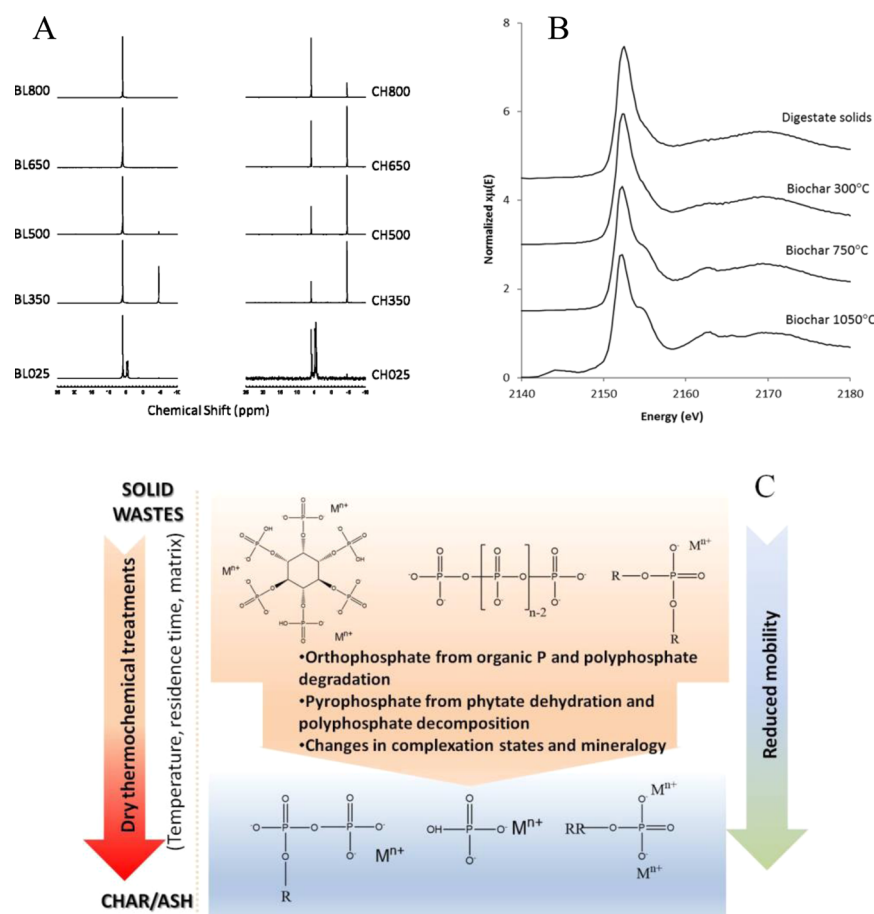 A
BL800
BL650
BL500
BL350
BL025
CH800
CH650
CH500
CH350
CH025
Chemical Shift (ppm)
B
8
6
4
2
0
Normalized xμ(E)
Digestate solids
Biochar 300°C
Biochar 750°C
Biochar 1050°C
2140
2150
2160
2170
2180
Energy (eV)
C
SOLID
WASTES
Dry thermochemical treatments
(Temperature, residence time, matrix)
CHAR/ASH
Mn+
Mn+
Mn+
n-2
R
R
Mn+
•Orthophosphate from organic P and polyphosphate
degradation
•Pyrophosphate from phytate dehydration and
polyphosphate decomposition
•Changes in complexation states and mineralogy
R
Mn+
OH
Mn+
RR
Mn+
Mn+
Reduced mobility